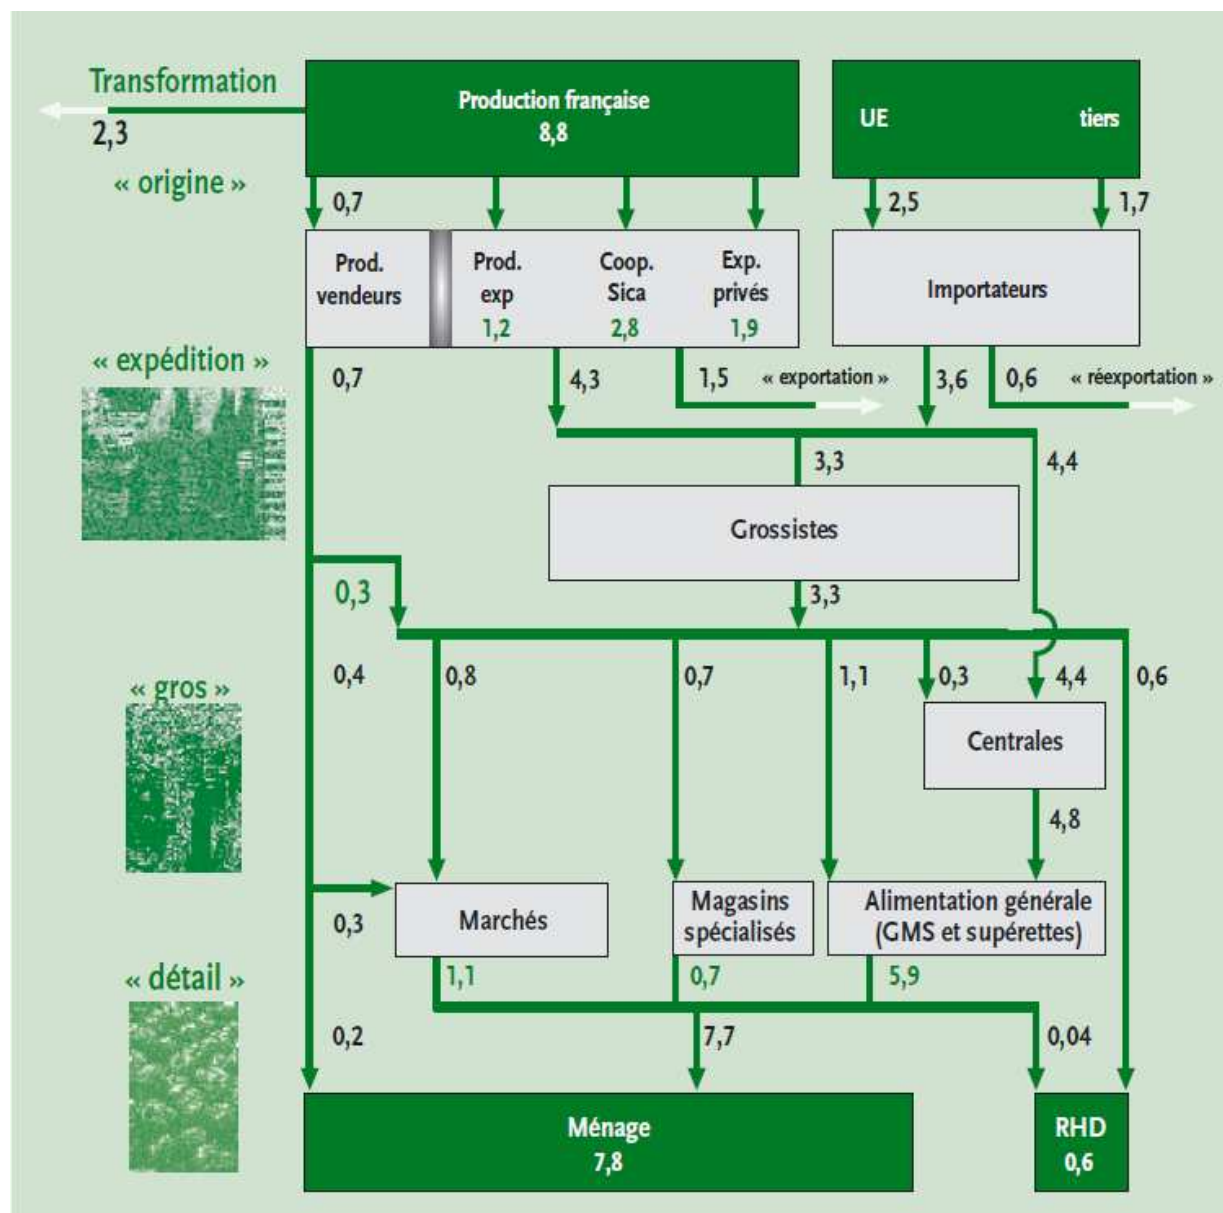 Transformation
2,3
Production française
8,8
UE
tiers
« origine »
0,7
2,5
1,7
Prod.
vendeurs
Prod.
exp
1,2
Coop.
Sica
2,8
Exp.
privés
1,9
Importateurs
« expédition »
0,7
4,3
1,5
« exportation »
3,6
0,6
« réexportation »
3,3
4,4
Grossistes
3,3
0,3
« gros »
0,4
0,8
0,7
1,1
0,3
4,4
0,6
Centrales
4,8
0,3
Marchés
Magasins
spécialisés
Alimentation générale
(GMS et supérettes)
« détail »
1,1
0,7
5,9
0,2
7,7
0,04
Ménage
7,8
RHD
0,6